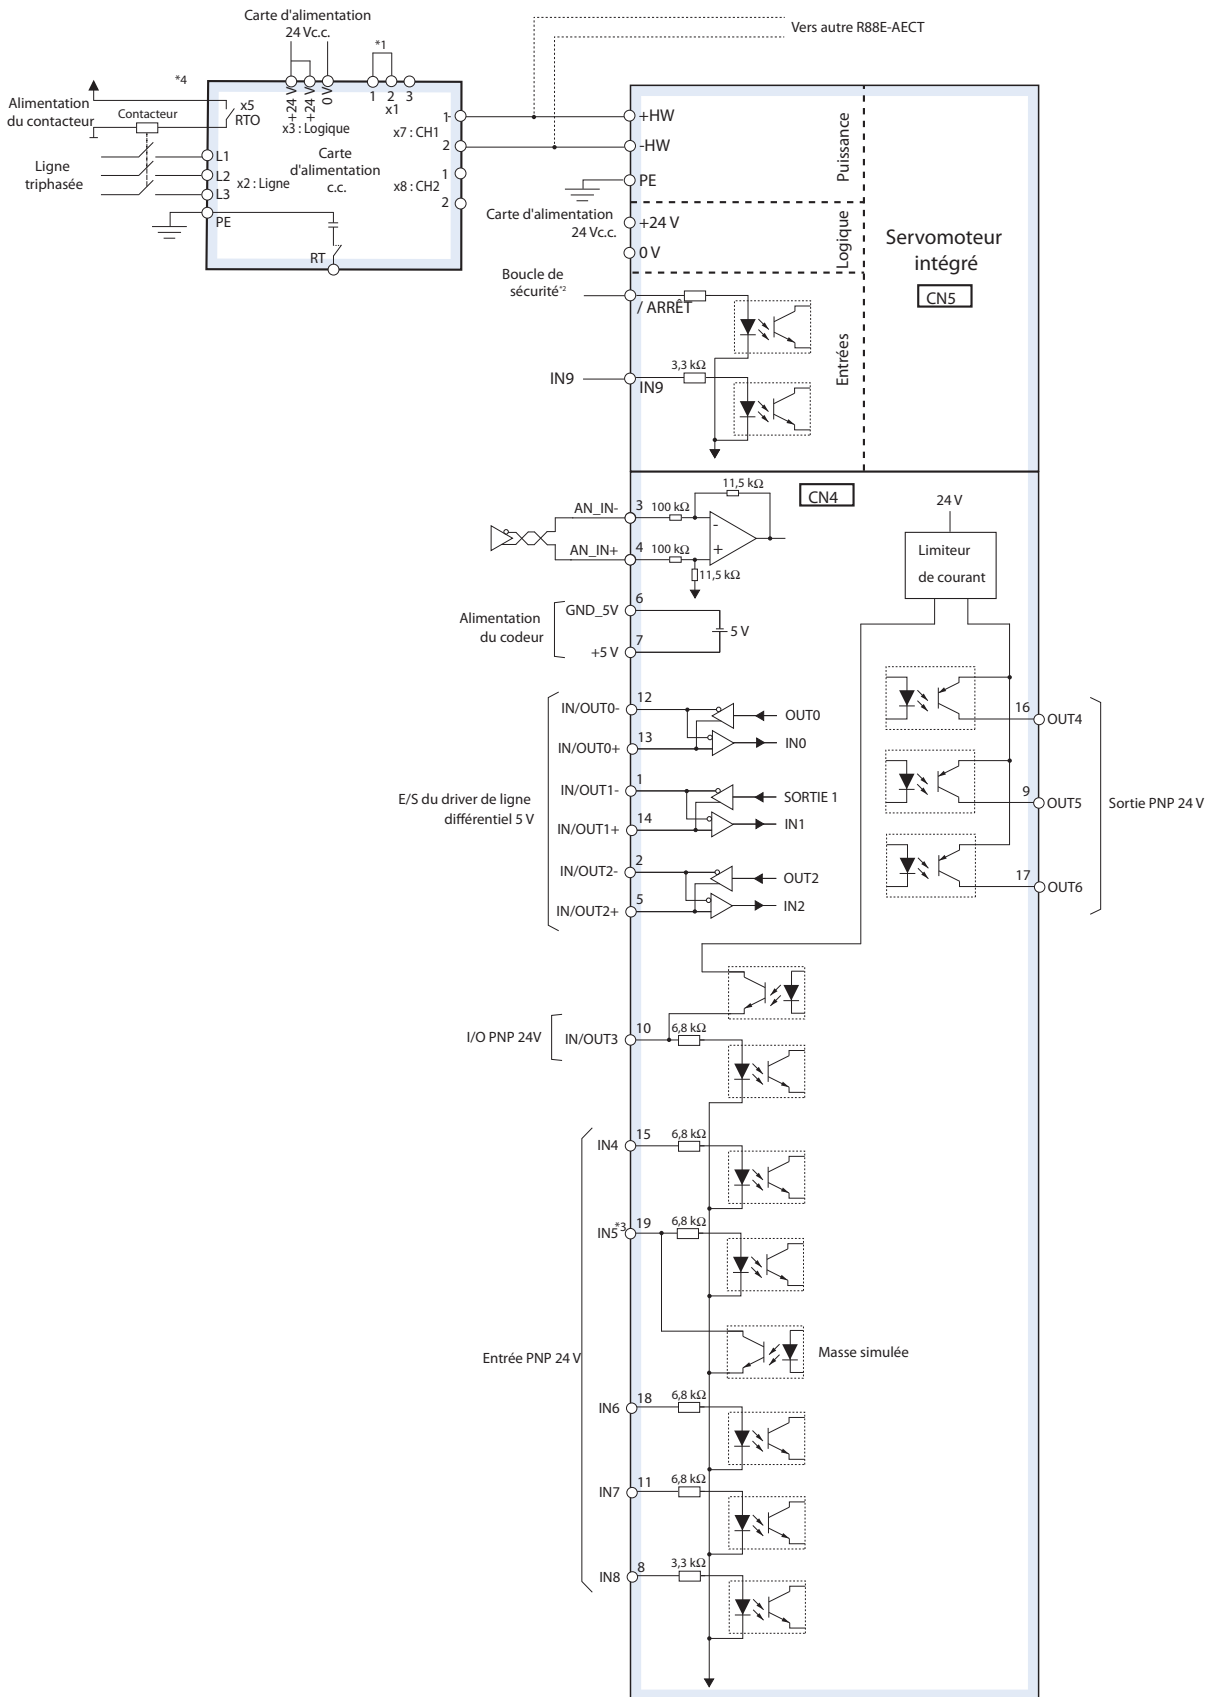 Carte d'alimentation
24 Vc.c.
*1
Vers autre R88E-AECT
*4
Alimentation
du contacteur
Contacteur
x5
RTO
+24 V
+24 V
0 V
x3 : Logique
1
2
3
x1
1
x7 : CH1
2
Ligne
triphasée
L1
L2
L3
x2 : Ligne
Carte
d'alimentation
c.c.
1
x8 : CH2
2
PE
RT
+HW
-HW
PE
Puissance
Carte d'alimentation
24 Vc.c.
+24 V
0 V
Logique
Servomoteur
intégré
CN5
Boucle de
sécurité*2
/ ARRÊT
Entrées
IN9
IN9
3,3 kΩ
CN4
AN_IN-
3
100 kΩ
11,5 kΩ
-
AN_IN+
4
100 kΩ
+
11,5 kΩ
24 V
Limiteur
de courant
Alimentation
du codeur
GND_5V
6
5 V
+5 V
7
E/S du driver de ligne
différentiel 5 V
IN/OUT0-
12
OUT0
IN/OUT0+
13
IN0
IN/OUT1-
1
SORTIE 1
IN/OUT1+
14
IN1
IN/OUT2-
2
OUT2
IN/OUT2+
5
IN2
16
OUT4
9
OUT5
17
OUT6
Sortie PNP 24 V
I/O PNP 24V
IN/OUT3
10
6,8 kΩ
Entrée PNP 24 V
IN4
15
6,8 kΩ
IN5*3
19
6,8 kΩ
Masse simulée
IN6
18
6,8 kΩ
IN7
11
6,8 kΩ
IN8
8
3,3 kΩ